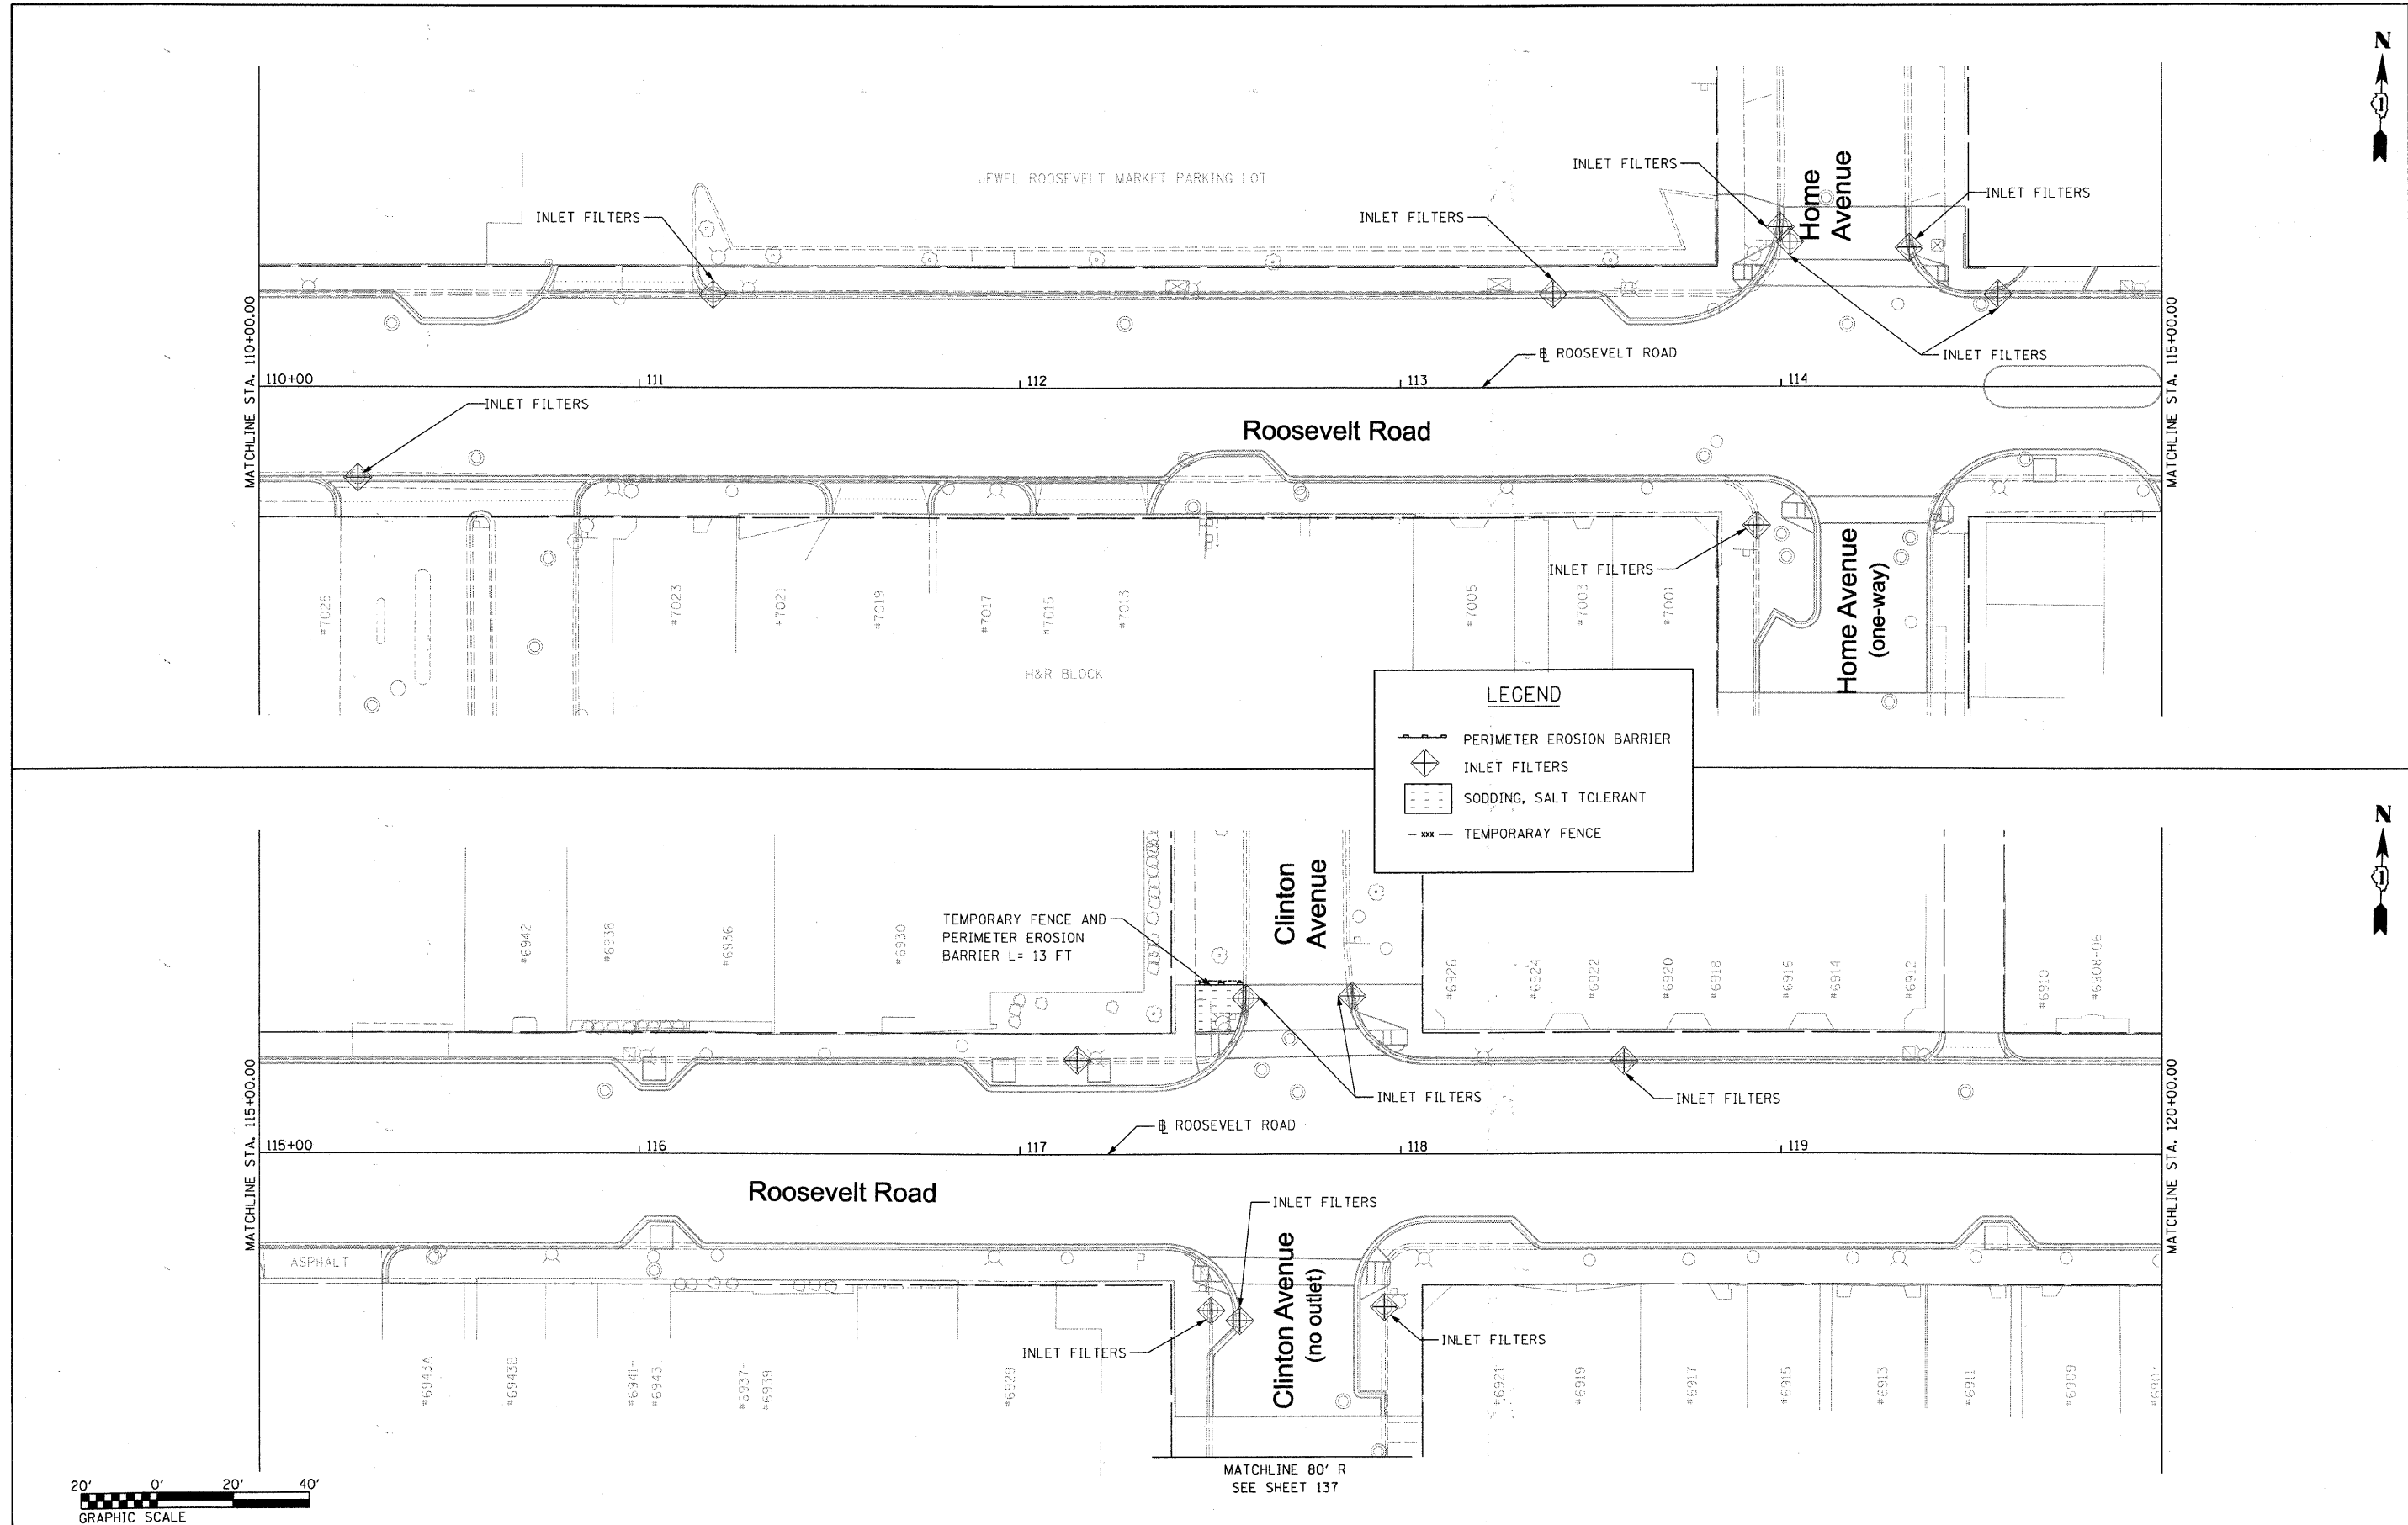 N
JEWEL ROOSEVELT MARKET PARKING LOT
INLET FILTERS
INLET FILTERS
INLET FILTERS
INLET FILTERS
Home
Avenue
INLET FILTERS
ROOSEVELT ROAD
MATCHLINE STA. 110+00.00
110+00
111
112
113
114
MATCHLINE STA. 115+00.00
INLET FILTERS
Roosevelt Road
INLET FILTERS
Home Avenue
(one-way)
#7025
#7023
#7021
#7019
#7017
#7015
#7013
#7005
#7003
#7001
H&R BLOCK
LEGEND
PERIMETER EROSION BARRIER
INLET FILTERS
SODDING, SALT TOLERANT
- xxx — TEMPORARAY FENCE
N
Clinton
Avenue
TEMPORARY FENCE AND
PERIMETER EROSION
BARRIER L= 13 FT
#6942
#6938
#6936
#6930
#6926
#6924
#6922
#6920
#6918
#6916
#6914
#6912
#6910
#6908-06
INLET FILTERS
INLET FILTERS
ROOSEVELT ROAD
MATCHLINE STA. 115+00.00
115+00
116
117
118
119
MATCHLINE STA. 120+00.00
Roosevelt Road
INLET FILTERS
ASPHALT
Clinton Avenue
(no outlet)
INLET FILTERS
INLET FILTERS
#6943A
#6943B
#6941-
#6943
#6937-
#6939
#6929
#6921
#6919
#6917
#6915
#6913
#6911
#6909
#6907
MATCHLINE 80' R
SEE SHEET 137
20' 0' 20' 40'
GRAPHIC SCALE